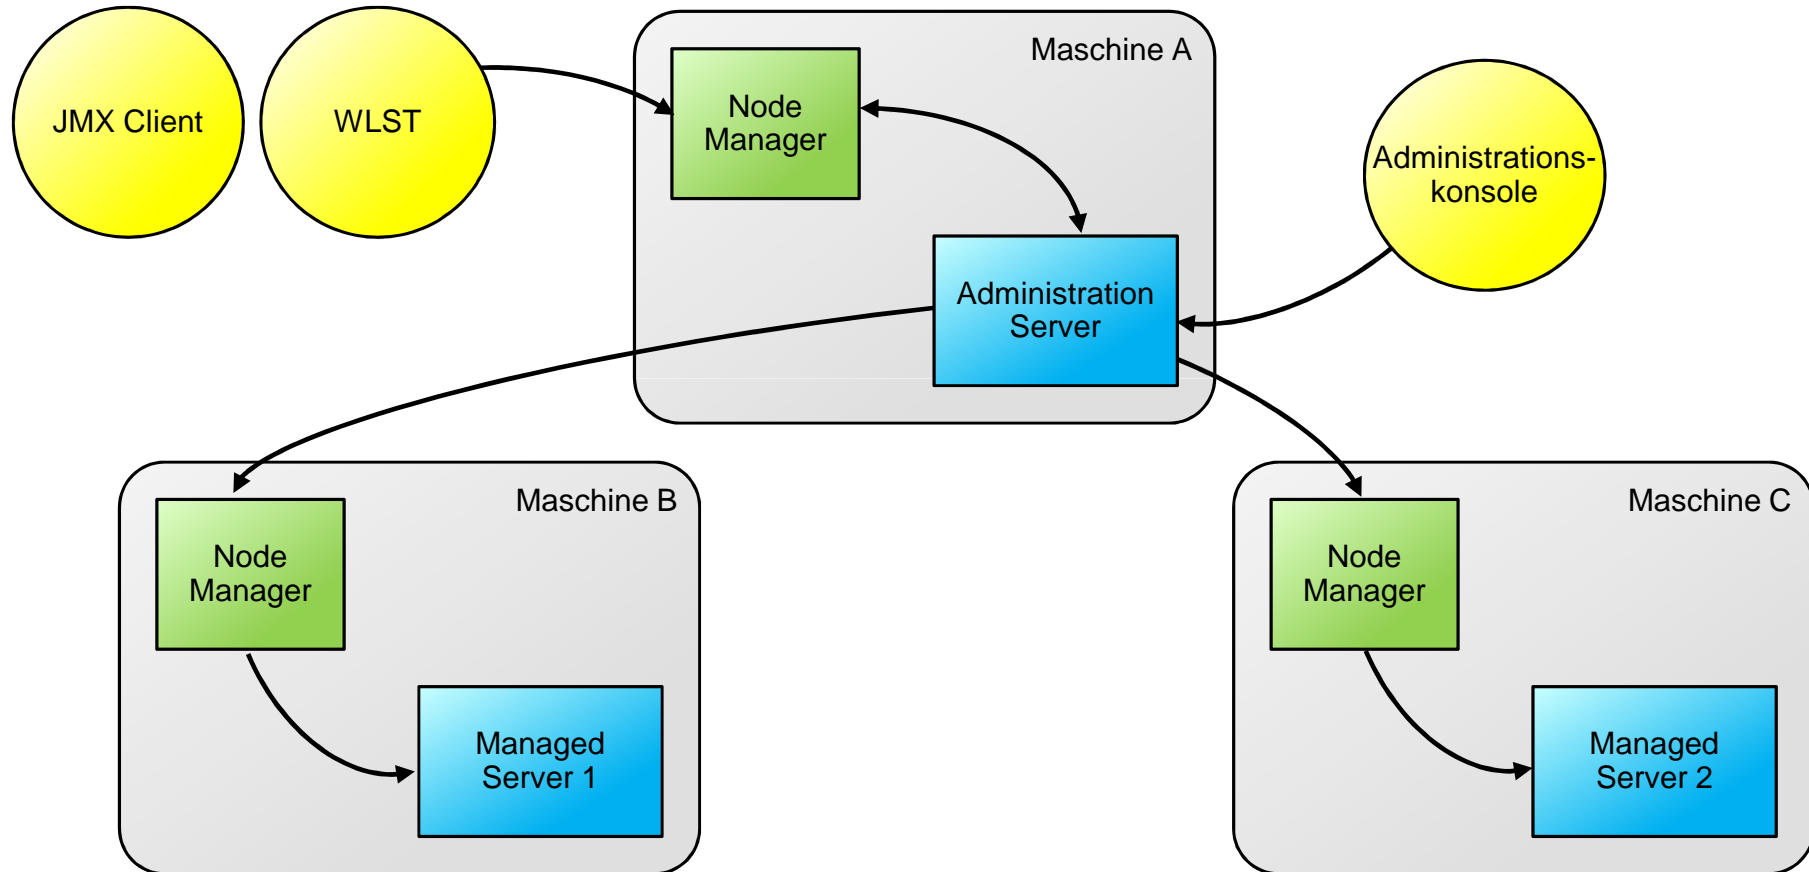 JMX Client
WLST
Maschine A
Node
Manager
Administration
Server
Administrations-
konsole
Maschine B
Node
Manager
Managed
Server 1
Maschine C
Node
Manager
Managed
Server 2